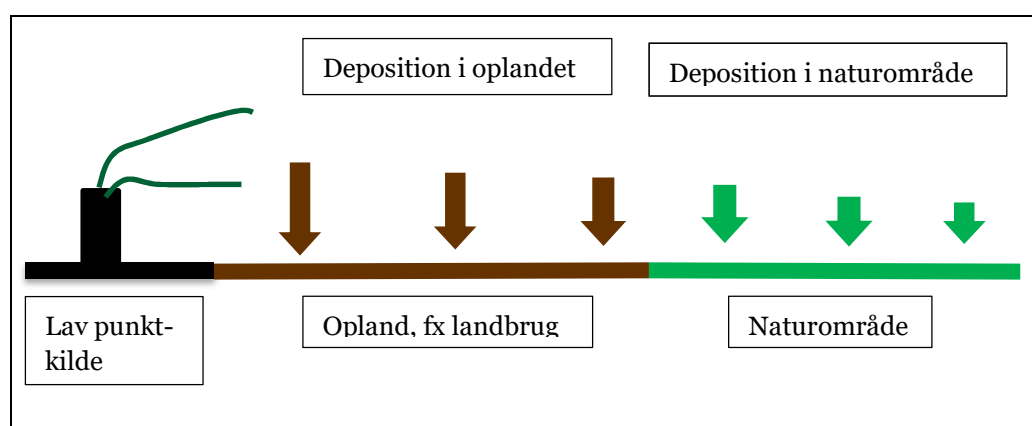 Deposition i oplandet
Deposition i naturområde
Lav punkt-
kilde
Opland, fx landbrug
Naturområde